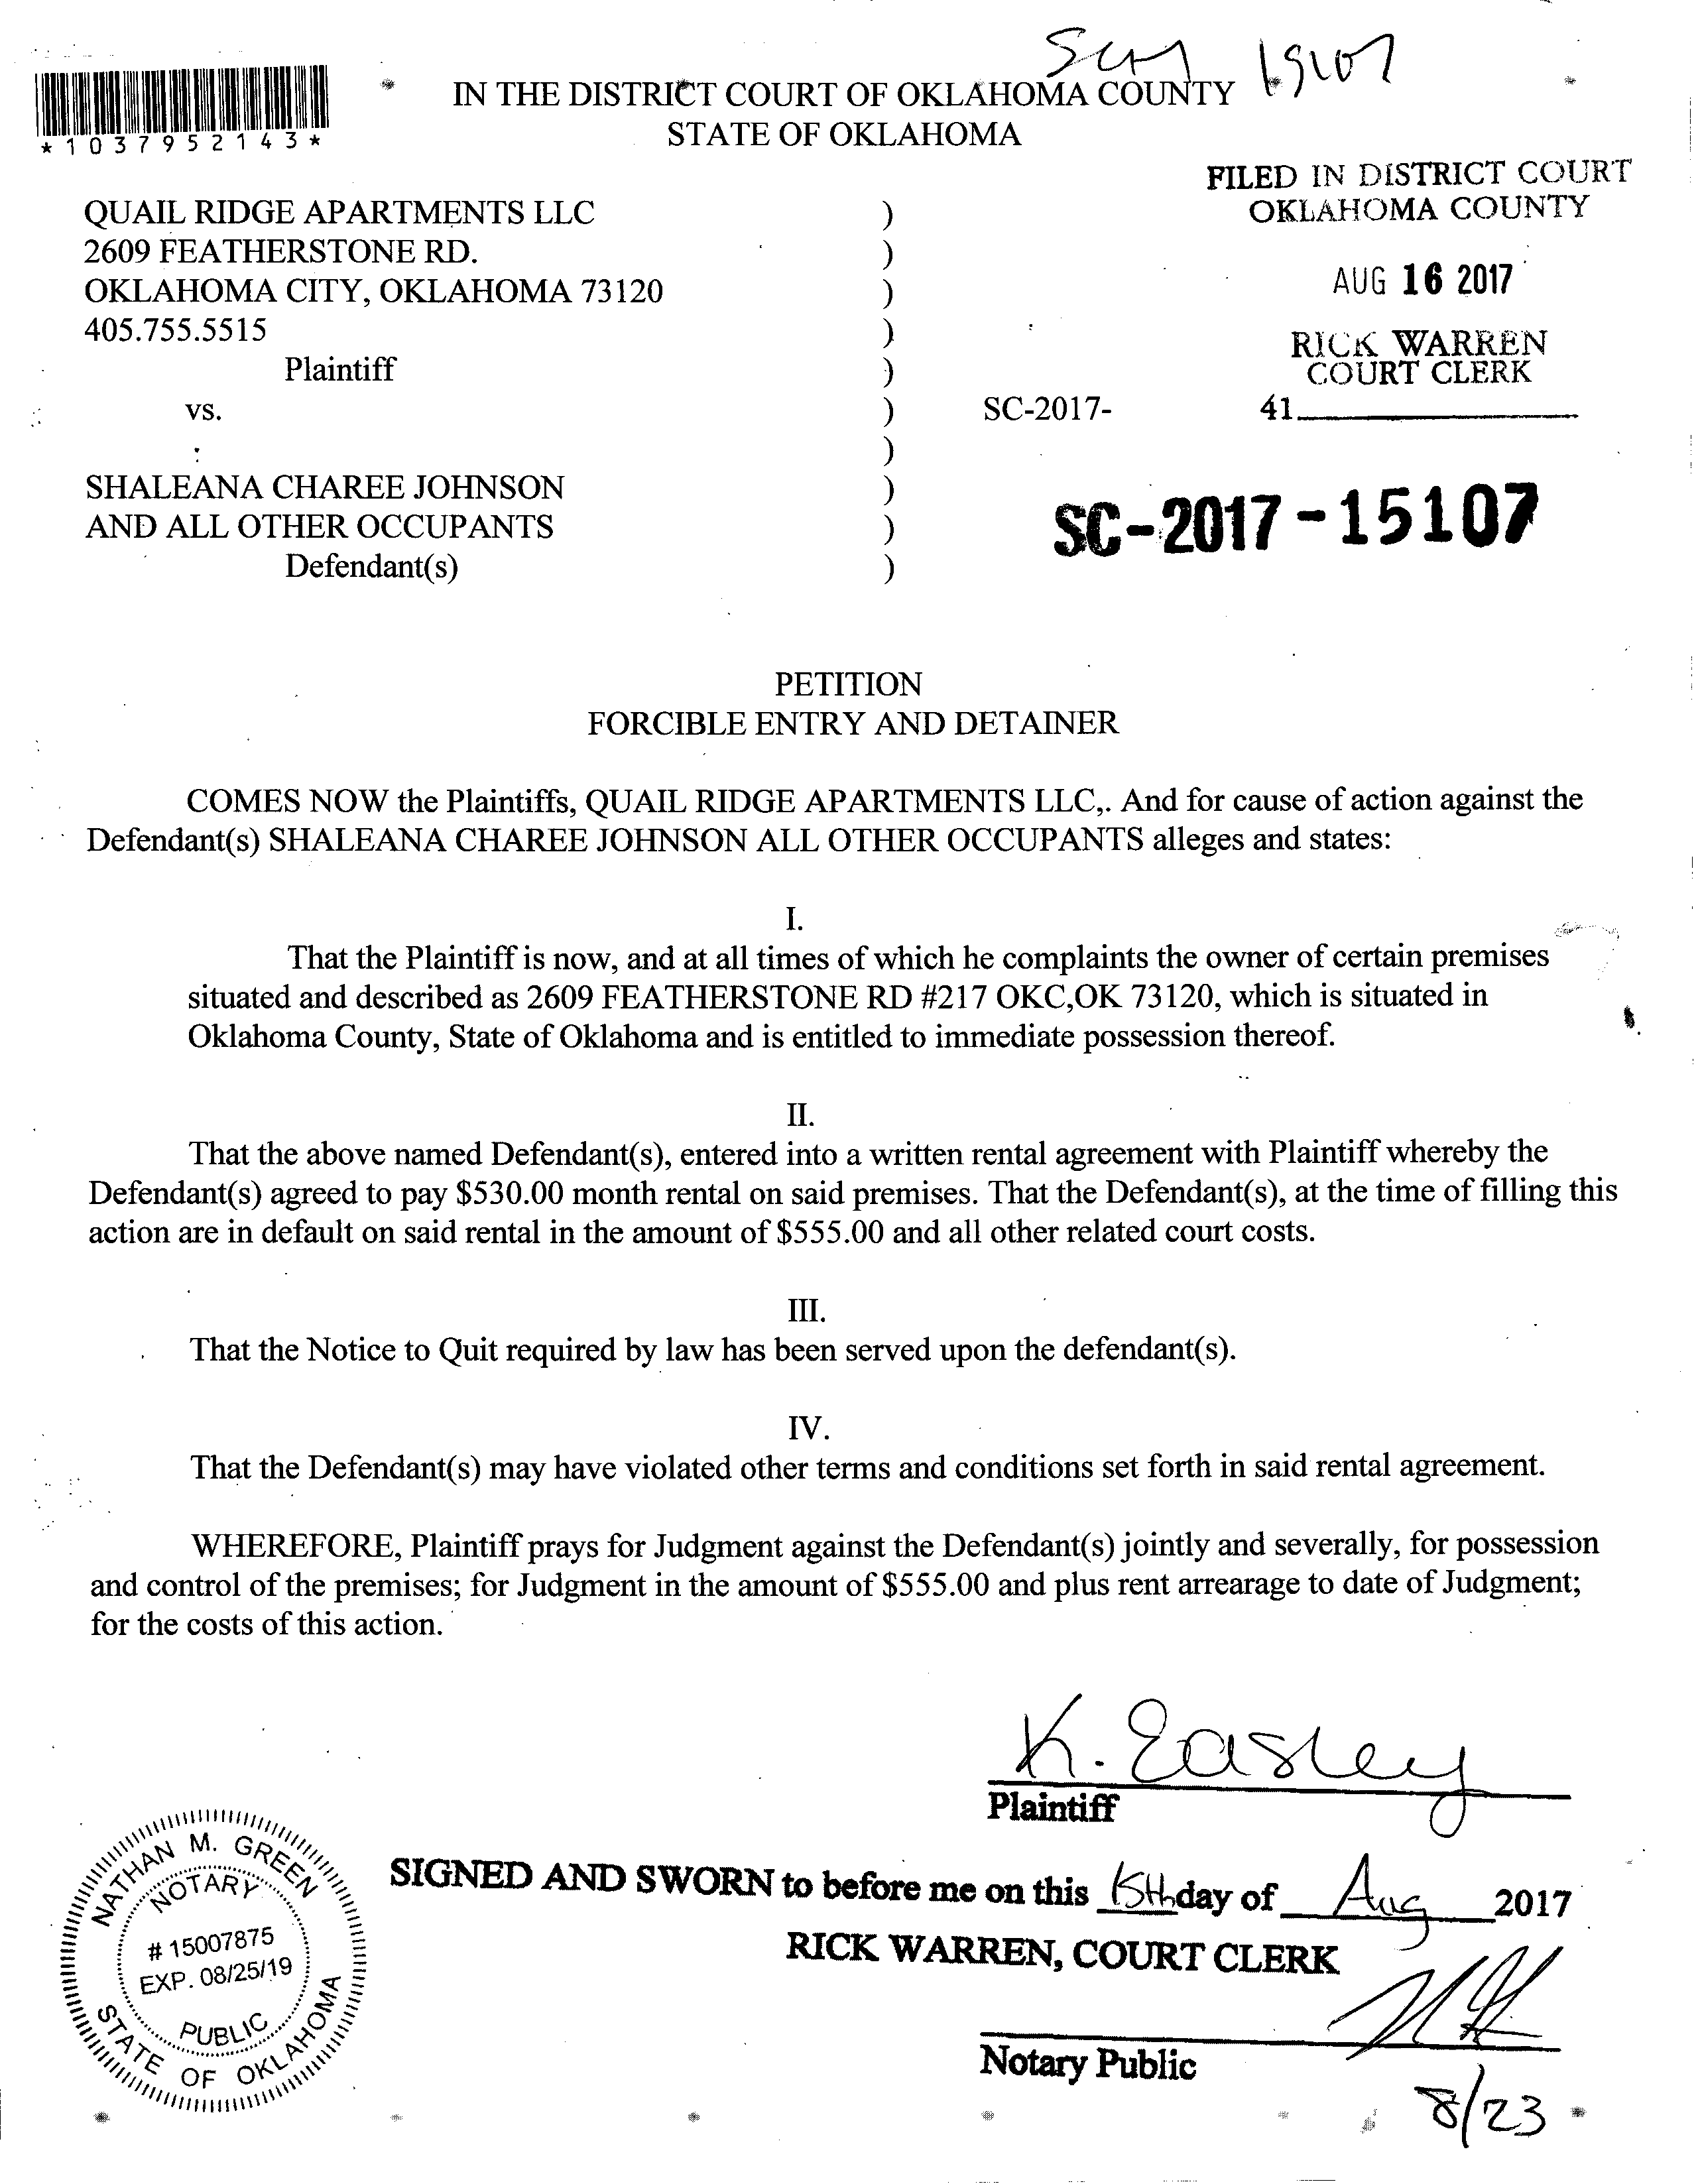 15107
IN THE DISTRICT COURT OF OKLAHOMA COUNTY
STATE OF OKLAHOMA
*1037952143*
FILED IN DISTRICT COURT
OKLAHOMA COUNTY
AUG 16 2017
RICK WARREN
COURT CLERK
41
QUAIL RIDGE APARTMENTS LLC )
2609 FEATHERSTONE RD. )
OKLAHOMA CITY, OKLAHOMA 73120 )
405.755.5515 )
Plaintiff )
vs. ) SC-2017-
)
SHALEANA CHAREE JOHNSON )
AND ALL OTHER OCCUPANTS )
Defendant(s) )
SC-2017-15107
PETITION
FORCIBLE ENTRY AND DETAINER
COMES NOW the Plaintiffs, QUAIL RIDGE APARTMENTS LLC,. And for cause of action against the
Defendant(s) SHALEANA CHAREE JOHNSON ALL OTHER OCCUPANTS alleges and states:
I.
That the Plaintiff is now, and at all times of which he complaints the owner of certain premises
situated and described as 2609 FEATHERSTONE RD #217 OKC,OK 73120, which is situated in
Oklahoma County, State of Oklahoma and is entitled to immediate possession thereof.
II.
That the above named Defendant(s), entered into a written rental agreement with Plaintiff whereby the
Defendant(s) agreed to pay $530.00 month rental on said premises. That the Defendant(s), at the time of filling this
action are in default on said rental in the amount of $555.00 and all other related court costs.
III.
That the Notice to Quit required by law has been served upon the defendant(s).
IV.
That the Defendant(s) may have violated other terms and conditions set forth in said rental agreement.
WHEREFORE, Plaintiff prays for Judgment against the Defendant(s) jointly and severally, for possession
and control of the premises; for Judgment in the amount of $555.00 and plus rent arrearage to date of Judgment;
for the costs of this action.
K. Easley
Plaintiff
SIGNED AND SWORN to before me on this 15th day of Aug 2017
RICK WARREN, COURT CLERK
Notary Public
8/23
NATHAN M. GREEN
NOTARY
# 15007875
EXP. 08/25/19
PUBLIC
STATE OF OKLAHOMA